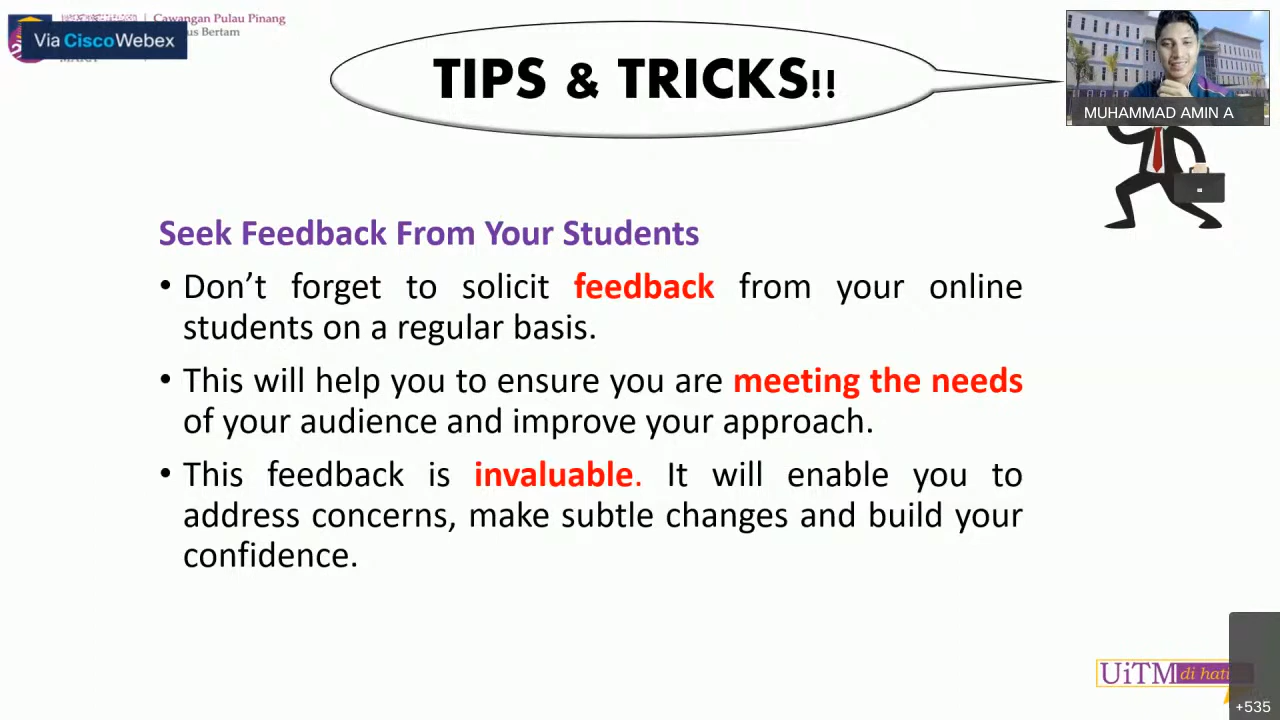 Cawangan Pulau Pinang
Bertam
Via Cisco Webex
TIPS & TRICKS!!
MUHAMMAD AMIN A
Seek Feedback From Your Students
• Don’t forget to solicit feedback from your online
students on a regular basis.
• This will help you to ensure you are meeting the needs
of your audience and improve your approach.
• This feedback is invaluable. It will enable you to
address concerns, make subtle changes and build your
confidence.
UiTM di hati
+535